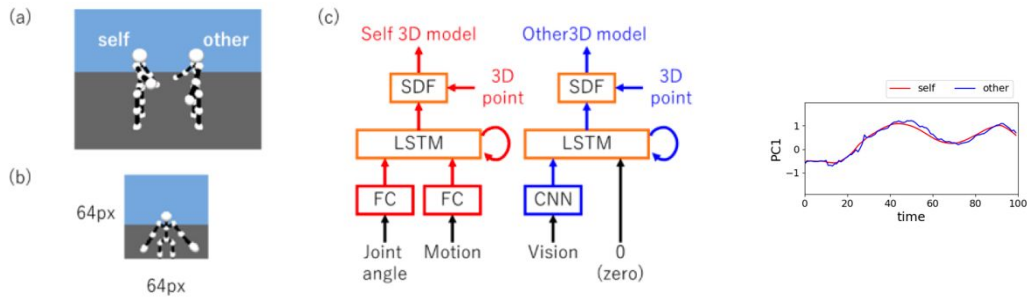 (a)
self
other
(b)
64px
64px
(c)
Self 3D model
Other3D model
SDF
3D
point
SDF
3D
point
LSTM
LSTM
FC
FC
CNN
Joint
angle
Motion
Vision
0
(zero)
self
other
PC1
1
0
−1
0
20
40
60
80
100
time